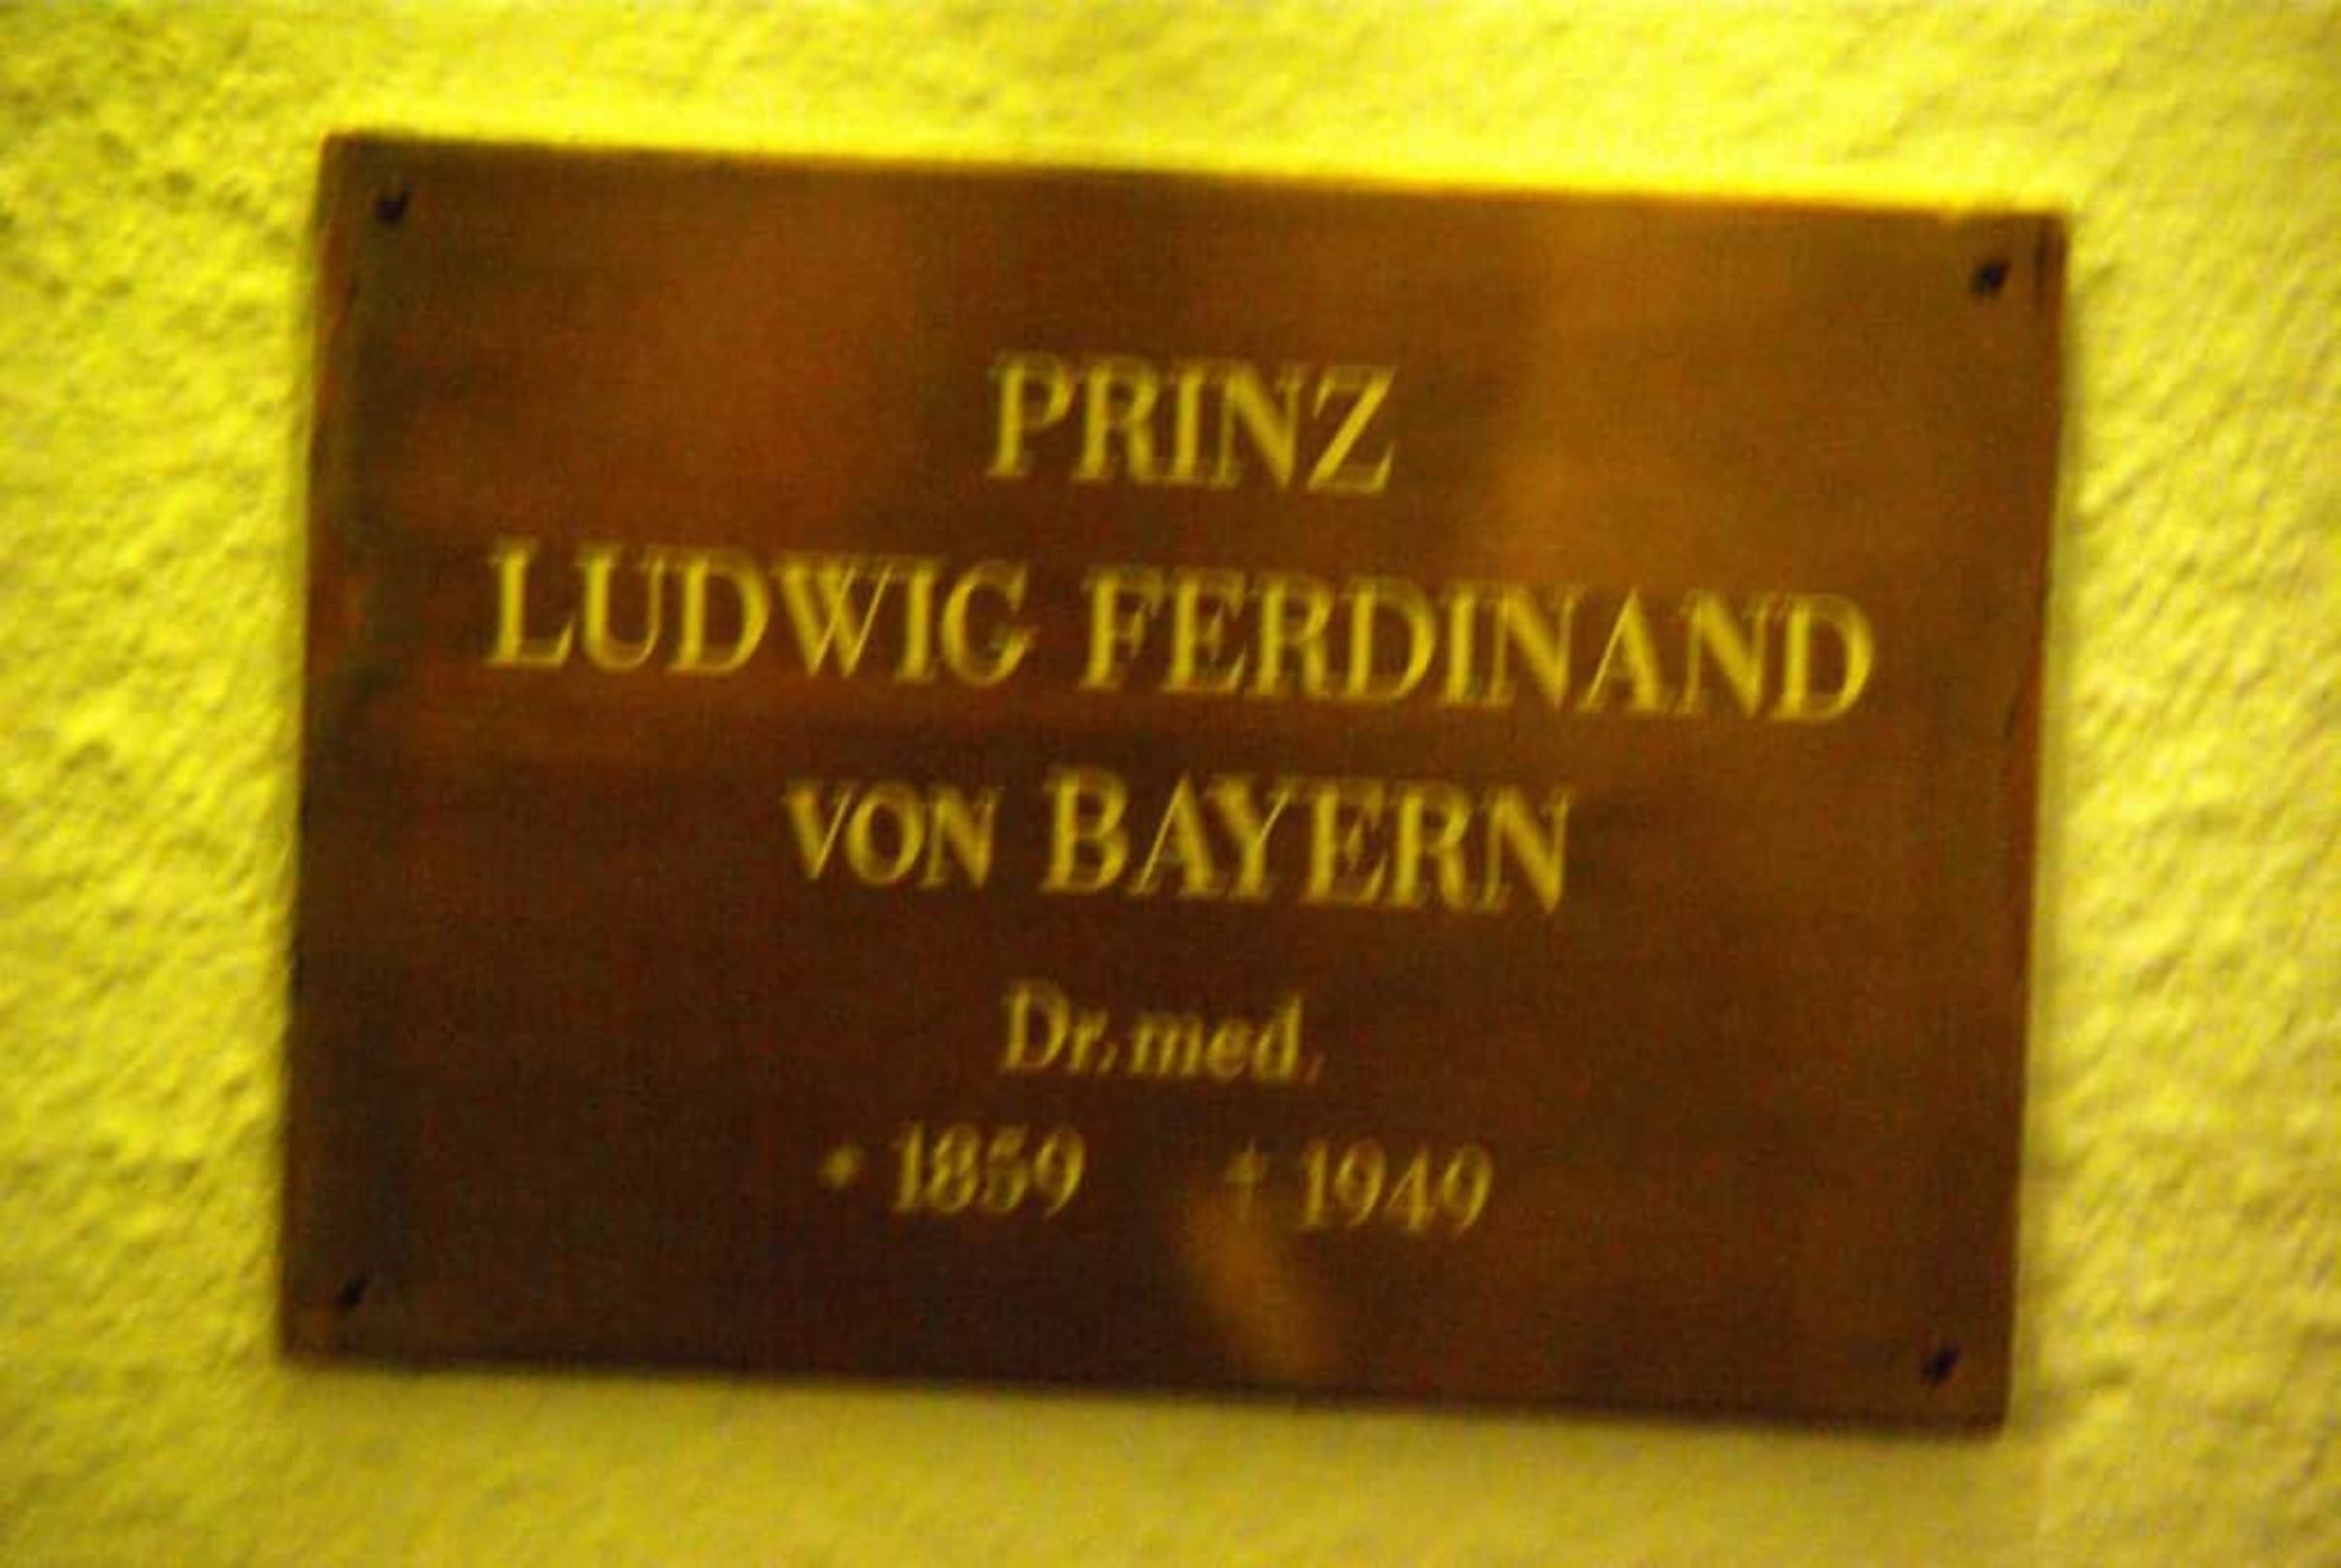 PRINZ
LUDWIG FERDINAND
VON BAYERN
Dr. med.
* 1859 † 1949